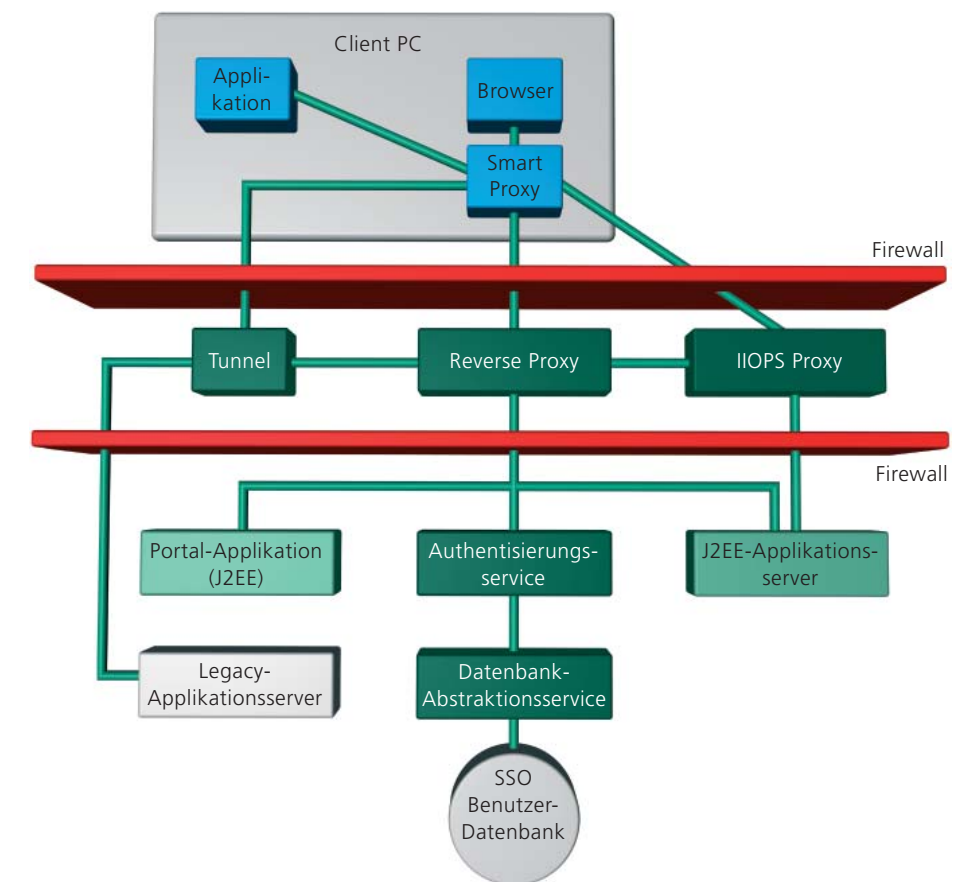 Client PC
Appli-
kation
Browser
Smart
Proxy
Firewall
Tunnel
Reverse Proxy
IIOPS Proxy
Firewall
Portal-Applikation
(J2EE)
Authentisierungs-
service
J2EE-Applikations-
server
Legacy-
Applikationsserver
Datenbank-
Abstraktionsservice
SSO
Benutzer-
Datenbank